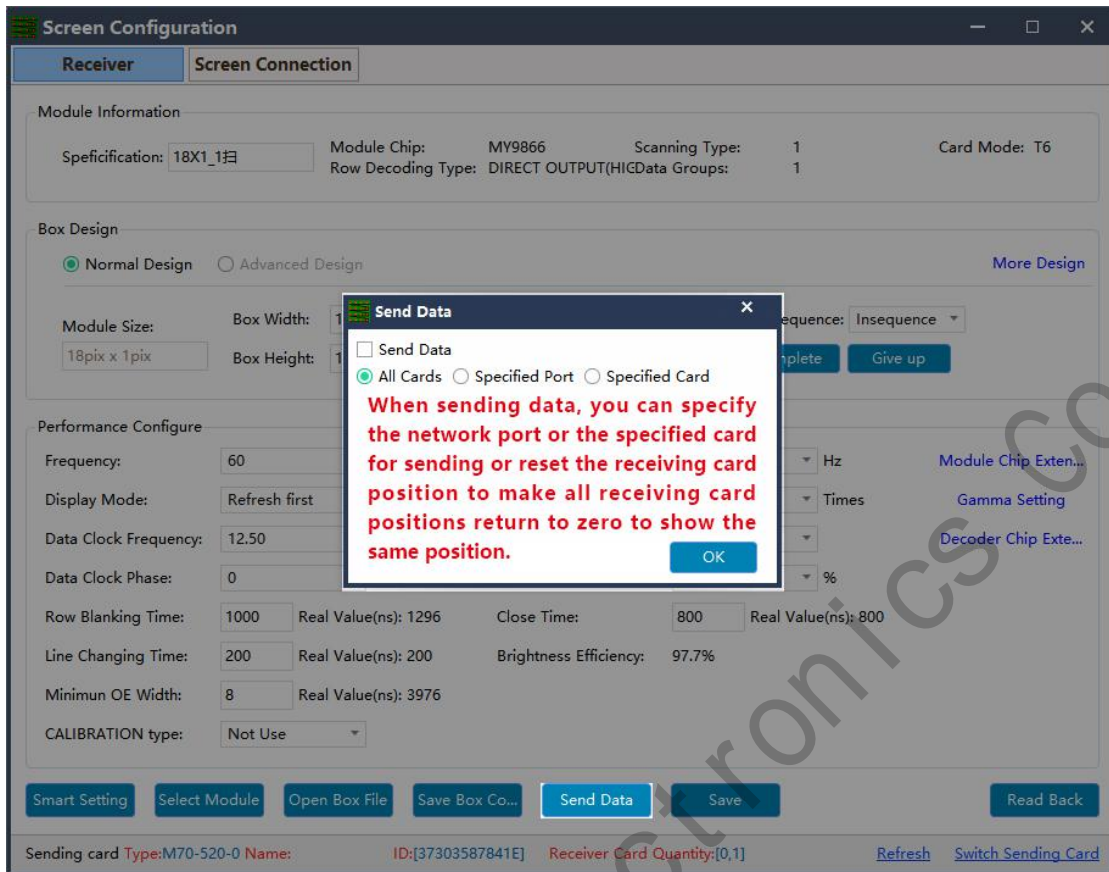 Screen Configuration
Receiver Screen Connection
Module Information
Speficification: 18X1_1扫
Module Chip: MY9866 Scanning Type: 1 Card Mode: T6
Row Decoding Type: DIRECT OUTPUT(HIGData Groups: 1
Box Design
Normal Design Advanced Design More Design
Module Size: Box Width: 1 equence: Insequence
18pix x 1pix Box Height: 1 nplete Give up
Send Data
Send Data
All Cards Specified Port Specified Card
When sending data, you can specify
the network port or the specified card
for sending or reset the receiving card
position to make all receiving card
positions return to zero to show the
same position.
OK
Performance Configure
Frequency: 60 Hz Module Chip Exten...
Display Mode: Refresh first Times Gamma Setting
Data Clock Frequency: 12.50 Decoder Chip Exte...
Data Clock Phase: 0 %
Row Blanking Time: 1000 Real Value(ns): 1296 Close Time: 800 Real Value(ns): 800
Line Changing Time: 200 Real Value(ns): 200 Brightness Efficiency: 97.7%
Minimun OE Width: 8 Real Value(ns): 3976
CALIBRATION type: Not Use
Smart Setting Select Module Open Box File Save Box Co... Send Data Save Read Back
Sending card Type:M70-520-0 Name: ID:[37303587841E] Receiver Card Quantity:[0,1] Refresh Switch Sending Card
ctronics Co